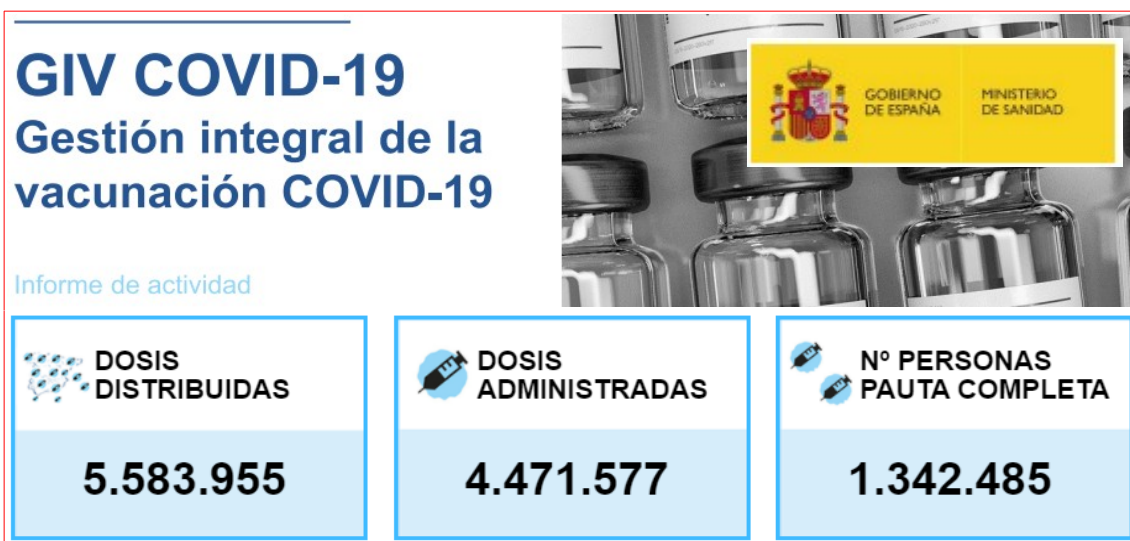 GIV COVID-19
Gestión integral de la
vacunación COVID-19
Informe de actividad
GOBIERNO
DE ESPAÑA
MINISTERIO
DE SANIDAD
DOSIS
DISTRIBUIDAS
5.583.955
DOSIS
ADMINISTRADAS
4.471.577
Nº PERSONAS
PAUTA COMPLETA
1.342.485